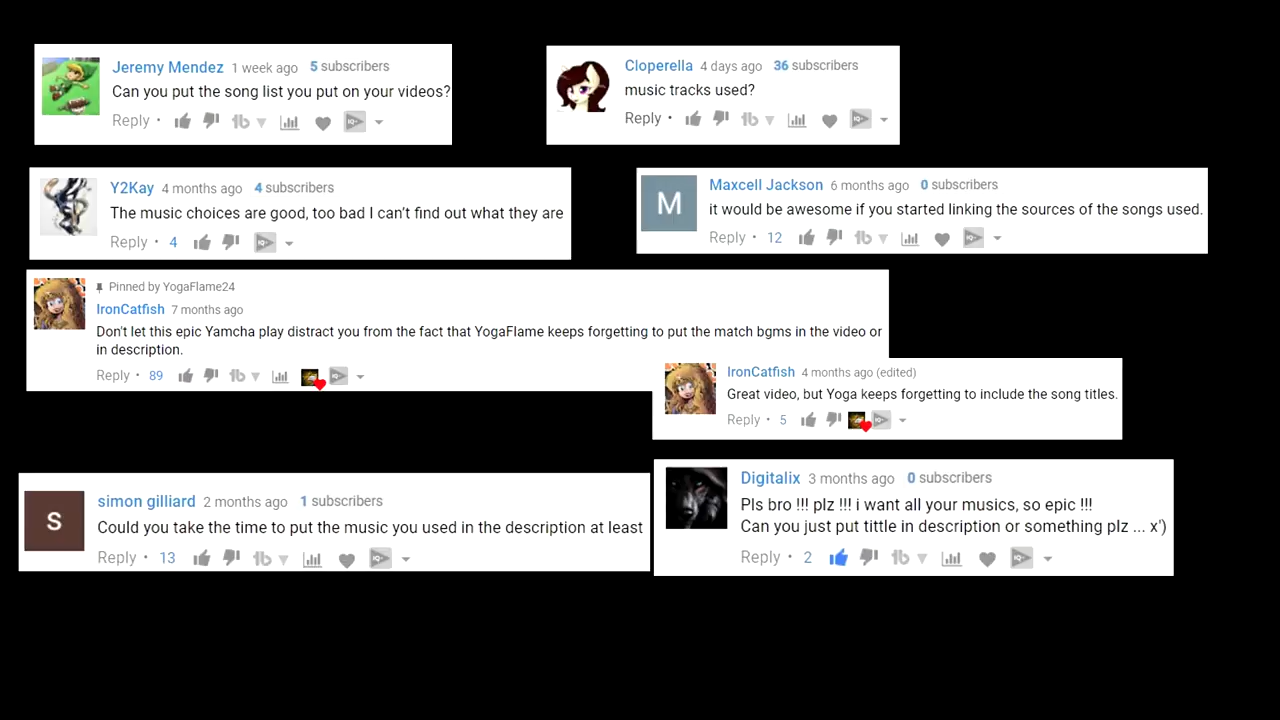 Jeremy Mendez 1 week ago 5 subscribers
Can you put the song list you put on your videos?
Reply •
Cloperella 4 days ago 36 subscribers
music tracks used?
Reply •
Y2Kay 4 months ago 4 subscribers
The music choices are good, too bad I can't find out what they are
Reply • 4
Maxcell Jackson 6 months ago 0 subscribers
it would be awesome if you started linking the sources of the songs used.
Reply • 12
Pinned by YogaFlame24
IronCatfish 7 months ago
Don't let this epic Yamcha play distract you from the fact that YogaFlame keeps forgetting to put the match bgms in the video or
in description.
Reply • 89
IronCatfish 4 months ago (edited)
Great video, but Yoga keeps forgetting to include the song titles.
Reply • 5
simon gilliard 2 months ago 1 subscribers
Could you take the time to put the music you used in the description at least
Reply • 13
Digitalix 3 months ago 0 subscribers
Pls bro !!! plz !!! i want all your musics, so epic !!!
Can you just put tittle in description or something plz ... x')
Reply • 2